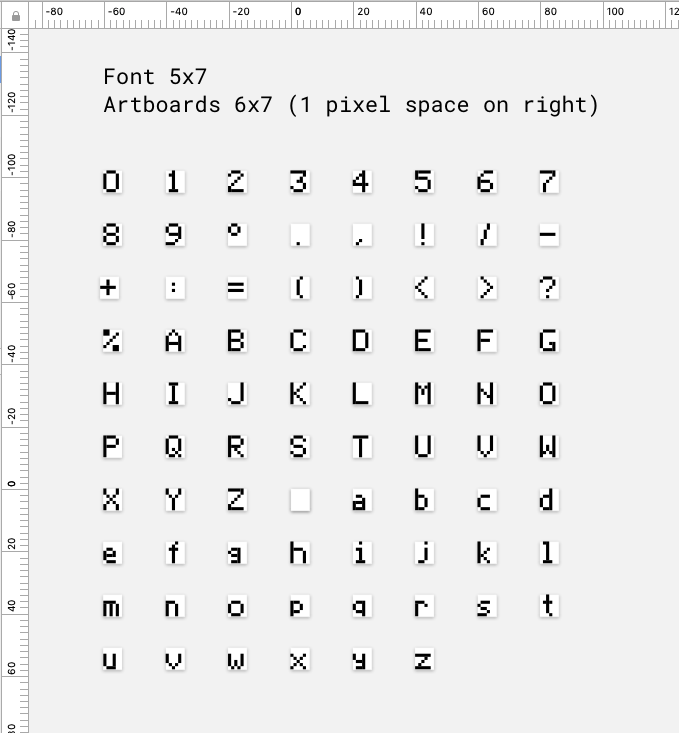 -80 -60 -40 -20 0 20 40 60 80 100 12
-140
-120
-100
-80
-60
-40
-20
0
20
40
60
Font 5x7
Artboards 6x7 (1 pixel space on right)
0 1 2 3 4 5 6 7
8 9 ° . , ! / -
+ : = ( ) < > ?
% A B C D E F G
H I J K L M N O
P Q R S T U V W
X Y Z a b c d
e f g h i j k l
m n o p q r s t
u v w x y z